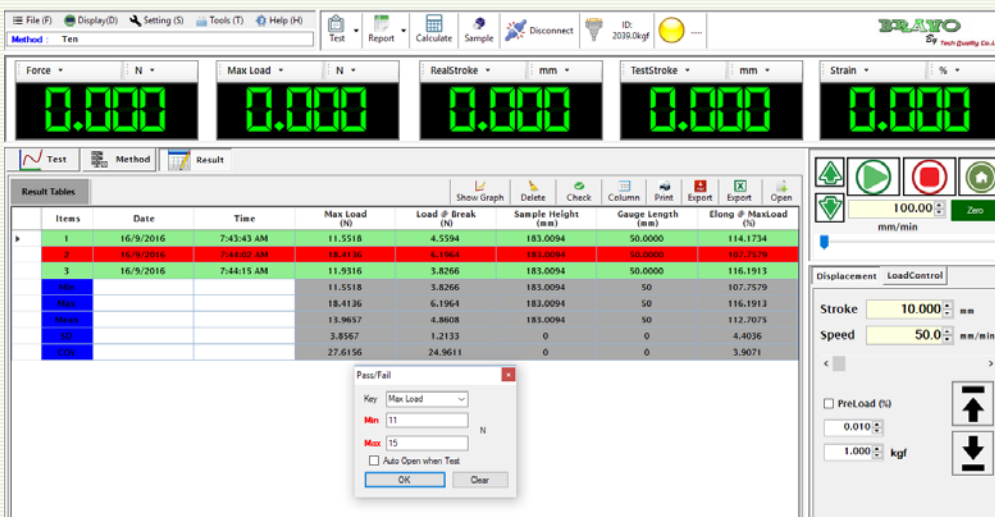 File (F) Display(D) Setting (S) Tools (T) Help (H)
Method : Ten
Test Report Calculate Sample Disconnect ID: 2039.0kgf ----
BRAVO
By Tech Quality Co.L
Force N Max Load N RealStroke mm TestStroke mm Strain %
0.000 0.000 0.000 0.000 0.000
Test Method Result
Result Tables
Show Graph Delete Check Column Print Export Export Open
Items Date Time Max Load (N) Load @ Break (N) Sample Height (mm) Gauge Length (mm) Elong @ MaxLoad (%)
1 16/9/2016 7:43:43 AM 11.5518 4.5594 183.0094 50.0000 114.1734
2 16/9/2016 7:44:02 AM 18.4136 6.1964 183.0094 50.0000 107.7579
3 16/9/2016 7:44:15 AM 11.9316 3.8266 183.0094 50.0000 116.1913
Min 11.5518 3.8266 183.0094 50 107.7579
Max 18.4136 6.1964 183.0094 50 116.1913
Mean 13.9657 4.8608 183.0094 50 112.7075
SD 3.8567 1.2133 0 0 4.4036
COV 27.6156 24.9611 0 0 3.9071
Pass/Fail
Key Max Load
Min 11
N
Max 15
Auto Open when Test
OK Clear
100.00 Zero
mm/min
Displacement LoadControl
Stroke 10.000 mm
Speed 50.0 mm/min
PreLoad (%)
0.010
1.000 kgf